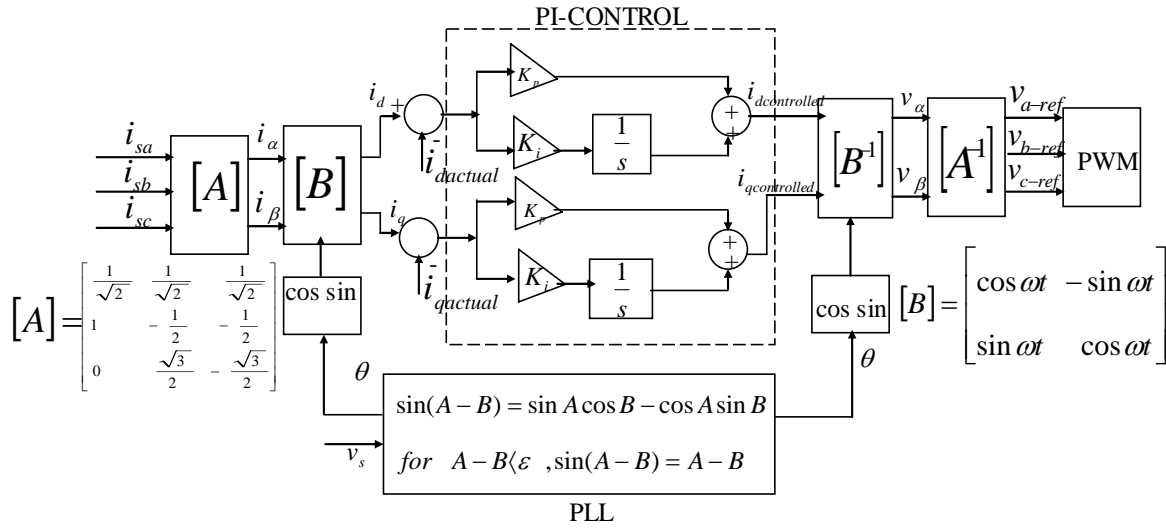 PI-CONTROL
i_sa
i_sb
i_sc
[A]
i_α
i_β
[B]
i_d +
-
i_dactual
i_q
-
i_qactual
K_p
K_i
1/s
+
+
K_p
K_i
1/s
+
+
i_dcontrolled
i_qcontrolled
[B^-1]
v_α
v_β
[A^-1]
v_a-ref
v_b-ref
v_c-ref
PWM
cos sin
cos sin
θ
θ
[A] = [ 1/√2 1/√2 1/√2
1 - 1/2 - 1/2
0 √3/2 - √3/2 ]
[B] = [ cos ωt - sin ωt
sin ωt cos ωt ]
v_s
sin(A - B) = sin A cos B - cos A sin B
for A - B⟨ε ,sin(A - B) = A - B
PLL